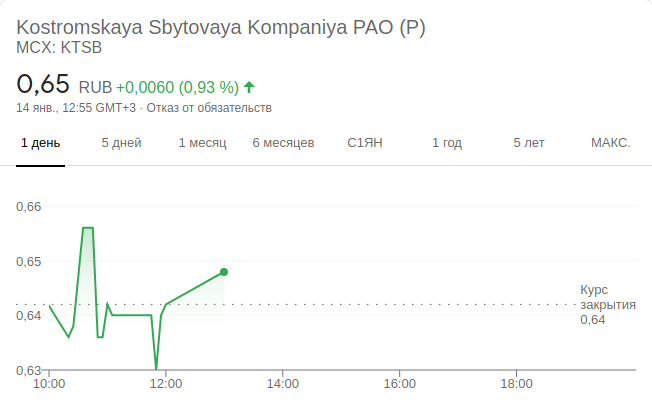 Kostromskaya Sbytovaya Kompaniya PAO (P)
MCX: KTSB
0,65 RUB +0,0060 (0,93 %)
14 янв., 12:55 GMT+3 · Отказ от обязательств
1 день 5 дней 1 месяц 6 месяцев С1ЯН 1 год 5 лет МАКС.
0,66
0,65
Курс
закрытия
0,64
0,64
0,63
10:00 12:00 14:00 16:00 18:00